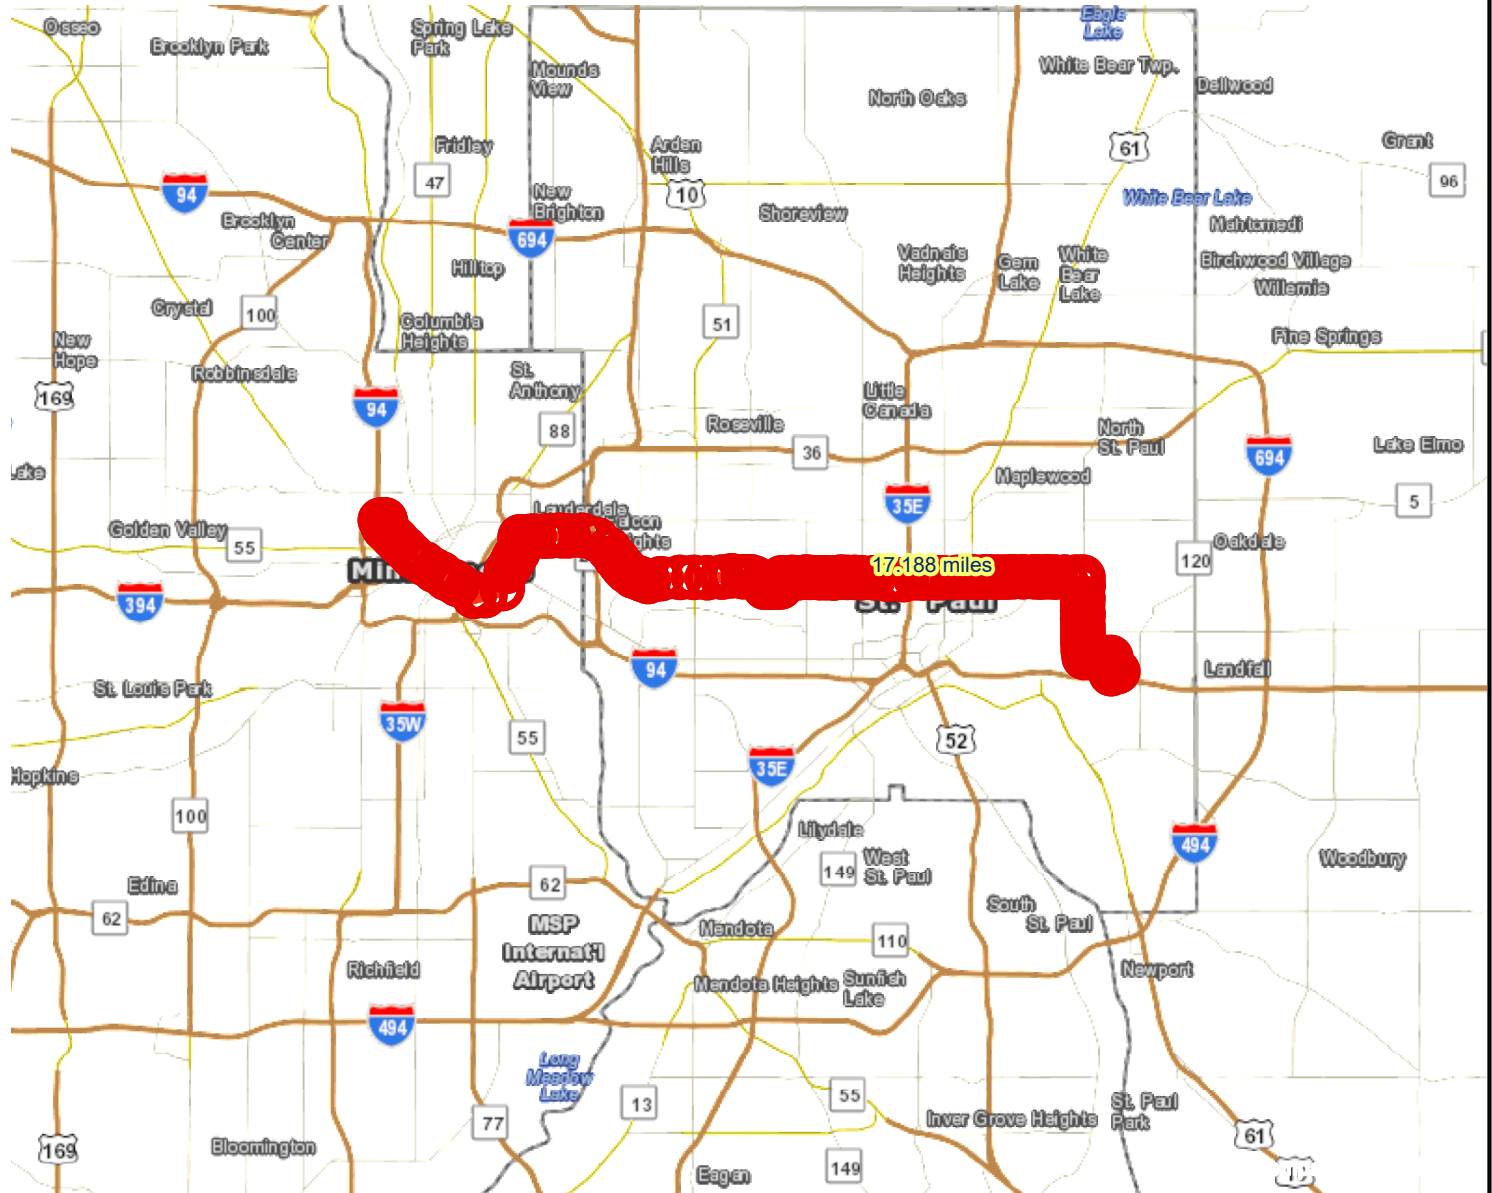 Osseo
Brooklyn Park
Spring Lake
Park
Mounds
View
Eagle
Lake
White Bear Twp.
Dellwood
North Oaks
61
Grant
Fridley
Arden
Hills
47
10
96
94
New
Brighton
White Bear Lake
Brooklyn
Center
694
Shoreview
Mahtomedi
Hilltop
Vadnais
Heights
Gem
Lake
White
Bear
Lake
Birchwood Village
Willernie
Crystal
100
Columbia
Heights
51
New
Hope
Pine Springs
Robbinsdale
St.
Anthony
169
94
Little
Canada
88
Roseville
36
North
St. Paul
694
Lake Elmo
Lake
Maplewood
35E
5
Golden Valley
55
Lauderdale
120
Oakdale
17.188 miles
394
St. Paul
94
Landfall
St. Louis Park
35W
55
52
35E
Hopkins
100
Lilydale
149
West
St. Paul
494
Woodbury
Edina
62
62
MSP
Internat'l
Airport
South
St. Paul
Mendota
110
Richfield
Mendota Heights
Sunfish
Lake
Newport
494
Long
Meadow
Lake
13
55
77
Inver Grove Heights
St. Paul
Park
169
Bloomington
149
Eagan
61